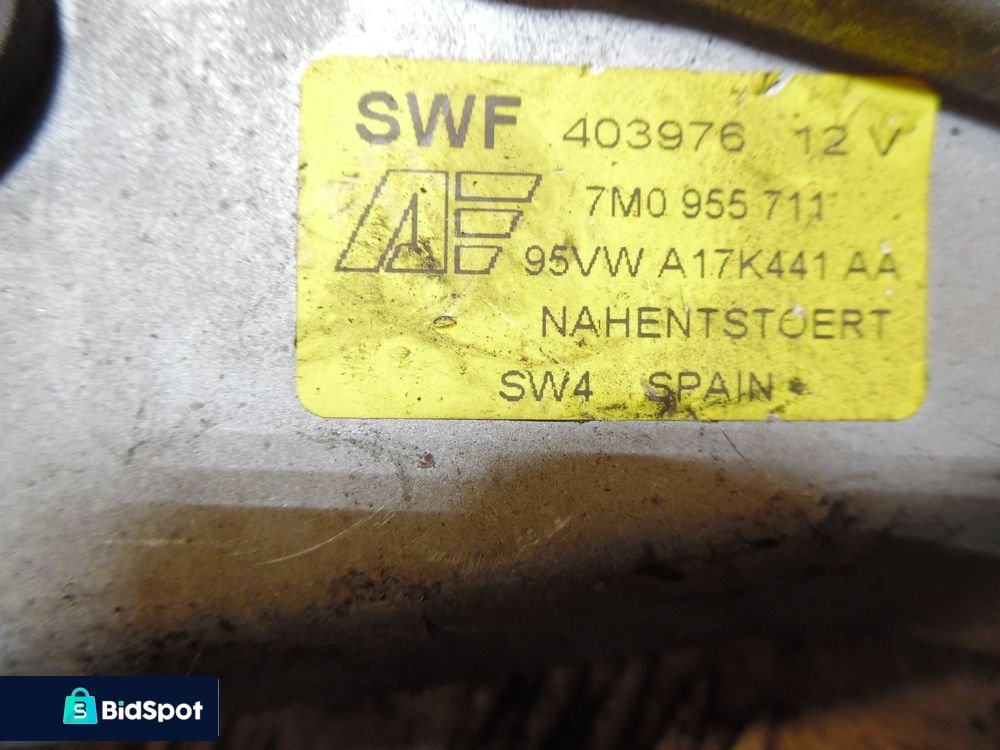 SWF 403976 12 V
7M0 955 711
95VW A17K441 AA
NAHENTSTOERT
SW4 SPAIN
BidSpot